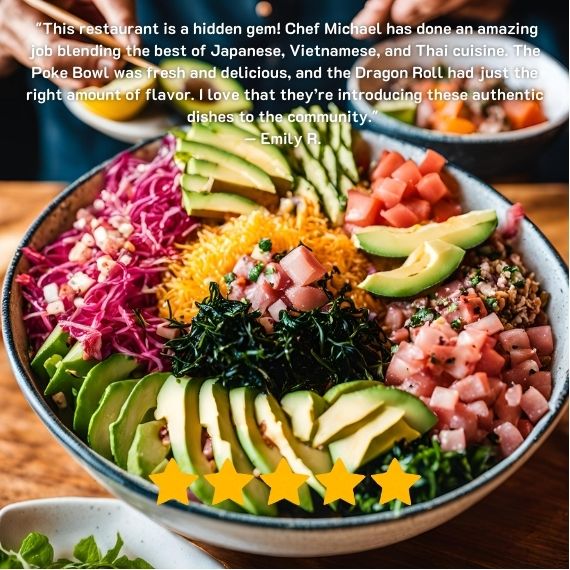 "This restaurant is a hidden gem! Chef Michael has done an amazing
job blending the best of Japanese, Vietnamese, and Thai cuisine. The
Poke Bowl was fresh and delicious, and the Dragon Roll had just the
right amount of flavor. I love that they're introducing these authentic
dishes to the community."
— Emily R.